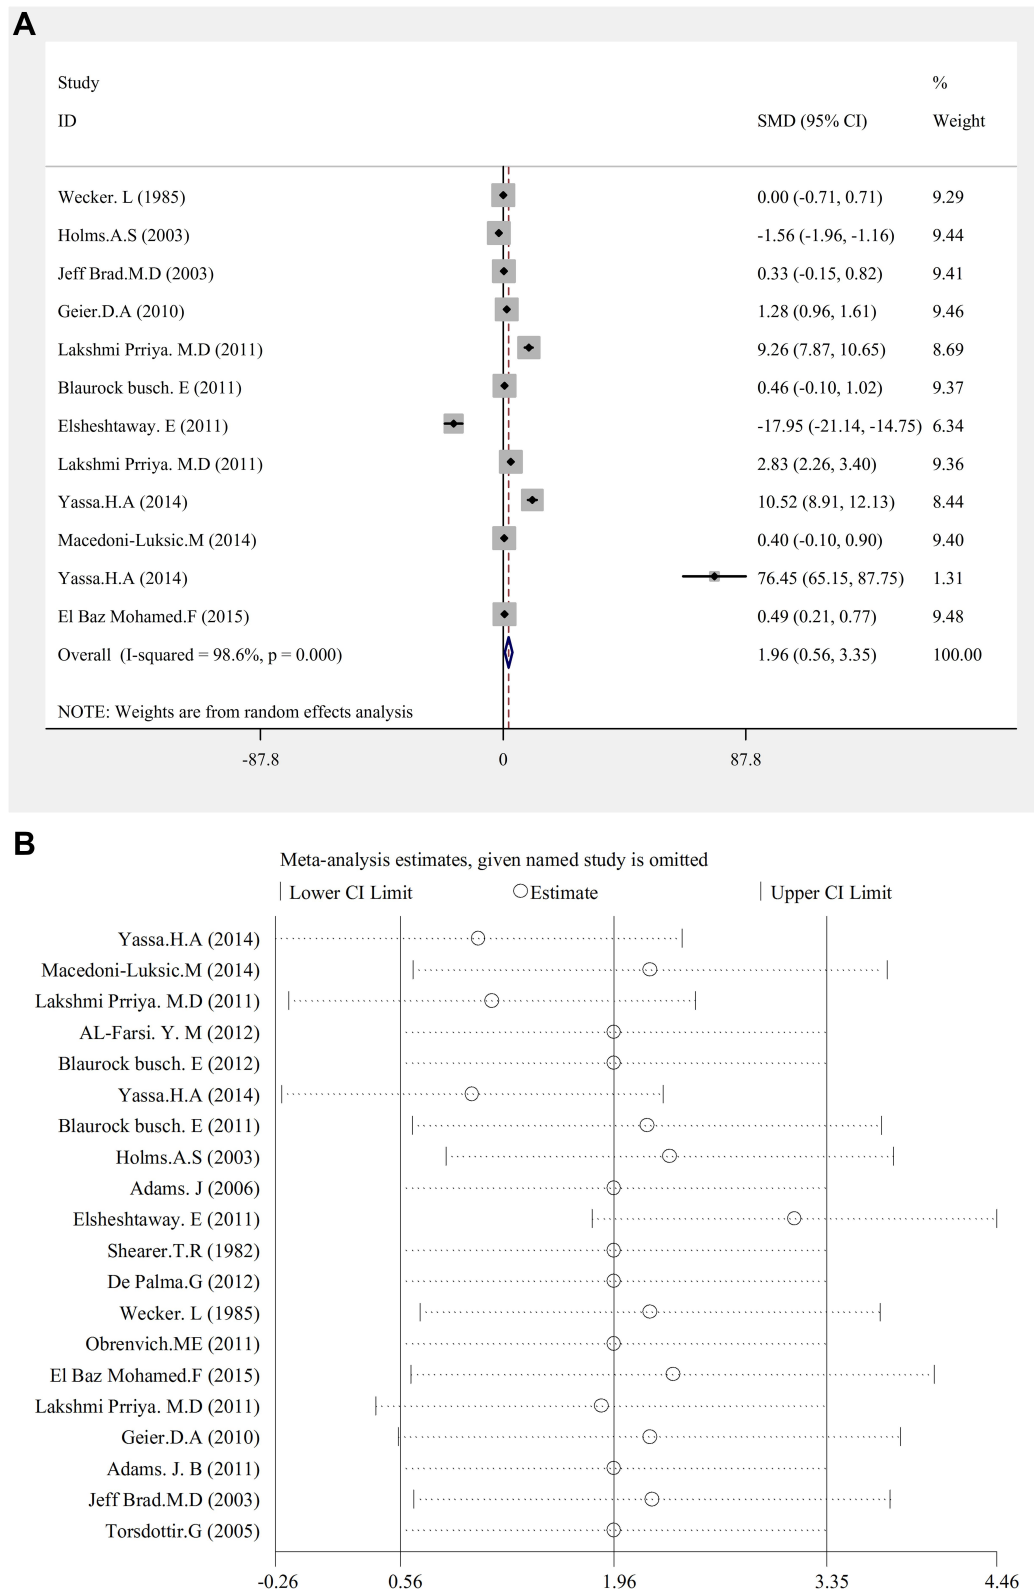 A
Study %
ID SMD (95% CI) Weight
Wecker. L (1985) 0.00 (-0.71, 0.71) 9.29
Holms.A.S (2003) -1.56 (-1.96, -1.16) 9.44
Jeff Brad.M.D (2003) 0.33 (-0.15, 0.82) 9.41
Geier.D.A (2010) 1.28 (0.96, 1.61) 9.46
Lakshmi Prriya. M.D (2011) 9.26 (7.87, 10.65) 8.69
Blaurock busch. E (2011) 0.46 (-0.10, 1.02) 9.37
Elsheshtaway. E (2011) -17.95 (-21.14, -14.75) 6.34
Lakshmi Prriya. M.D (2011) 2.83 (2.26, 3.40) 9.36
Yassa.H.A (2014) 10.52 (8.91, 12.13) 8.44
Macedoni-Luksic.M (2014) 0.40 (-0.10, 0.90) 9.40
Yassa.H.A (2014) 76.45 (65.15, 87.75) 1.31
El Baz Mohamed.F (2015) 0.49 (0.21, 0.77) 9.48
Overall (I-squared = 98.6%, p = 0.000) 1.96 (0.56, 3.35) 100.00
NOTE: Weights are from random effects analysis
-87.8 0 87.8
B
Meta-analysis estimates, given named study is omitted
Lower CI Limit Estimate Upper CI Limit
Yassa.H.A (2014)
Macedoni-Luksic.M (2014)
Lakshmi Prriya. M.D (2011)
AL-Farsi. Y. M (2012)
Blaurock busch. E (2012)
Yassa.H.A (2014)
Blaurock busch. E (2011)
Holms.A.S (2003)
Adams. J (2006)
Elsheshtaway. E (2011)
Shearer.T.R (1982)
De Palma.G (2012)
Wecker. L (1985)
Obrenvich.ME (2011)
El Baz Mohamed.F (2015)
Lakshmi Prriya. M.D (2011)
Geier.D.A (2010)
Adams. J. B (2011)
Jeff Brad.M.D (2003)
Torsdottir.G (2005)
-0.26 0.56 1.96 3.35 4.46